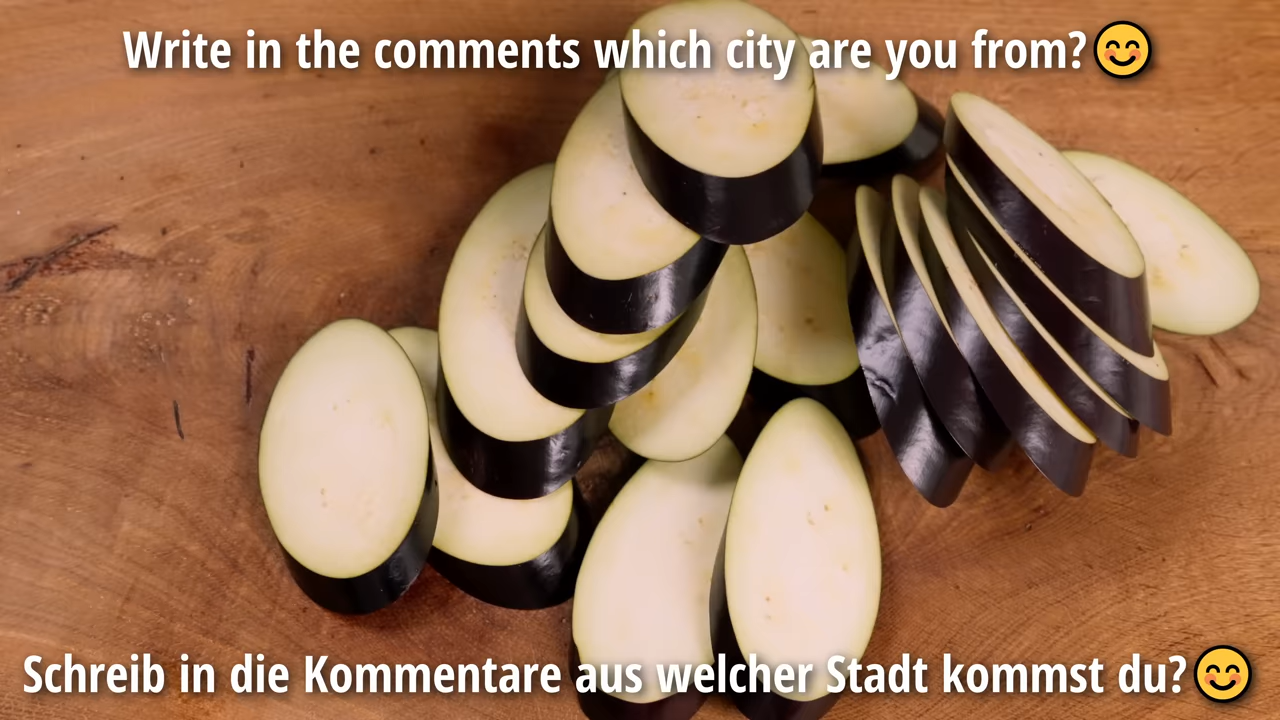 Write in the comments which city are you from?😊
Schreib in die Kommentare aus welcher Stadt kommst du?😊